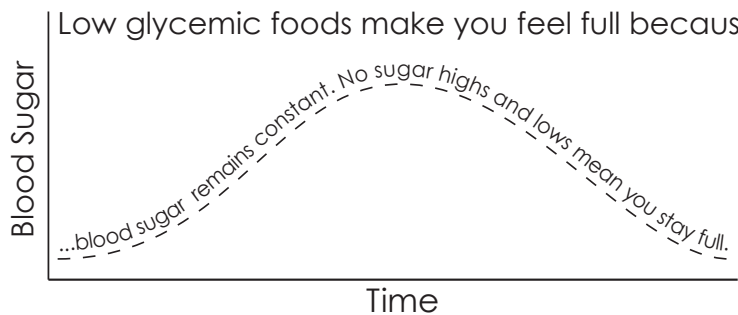 Low glycemic foods make you feel full becaus
...blood sugar remains constant. No sugar highs and lows mean you stay full.
Blood Sugar
Time